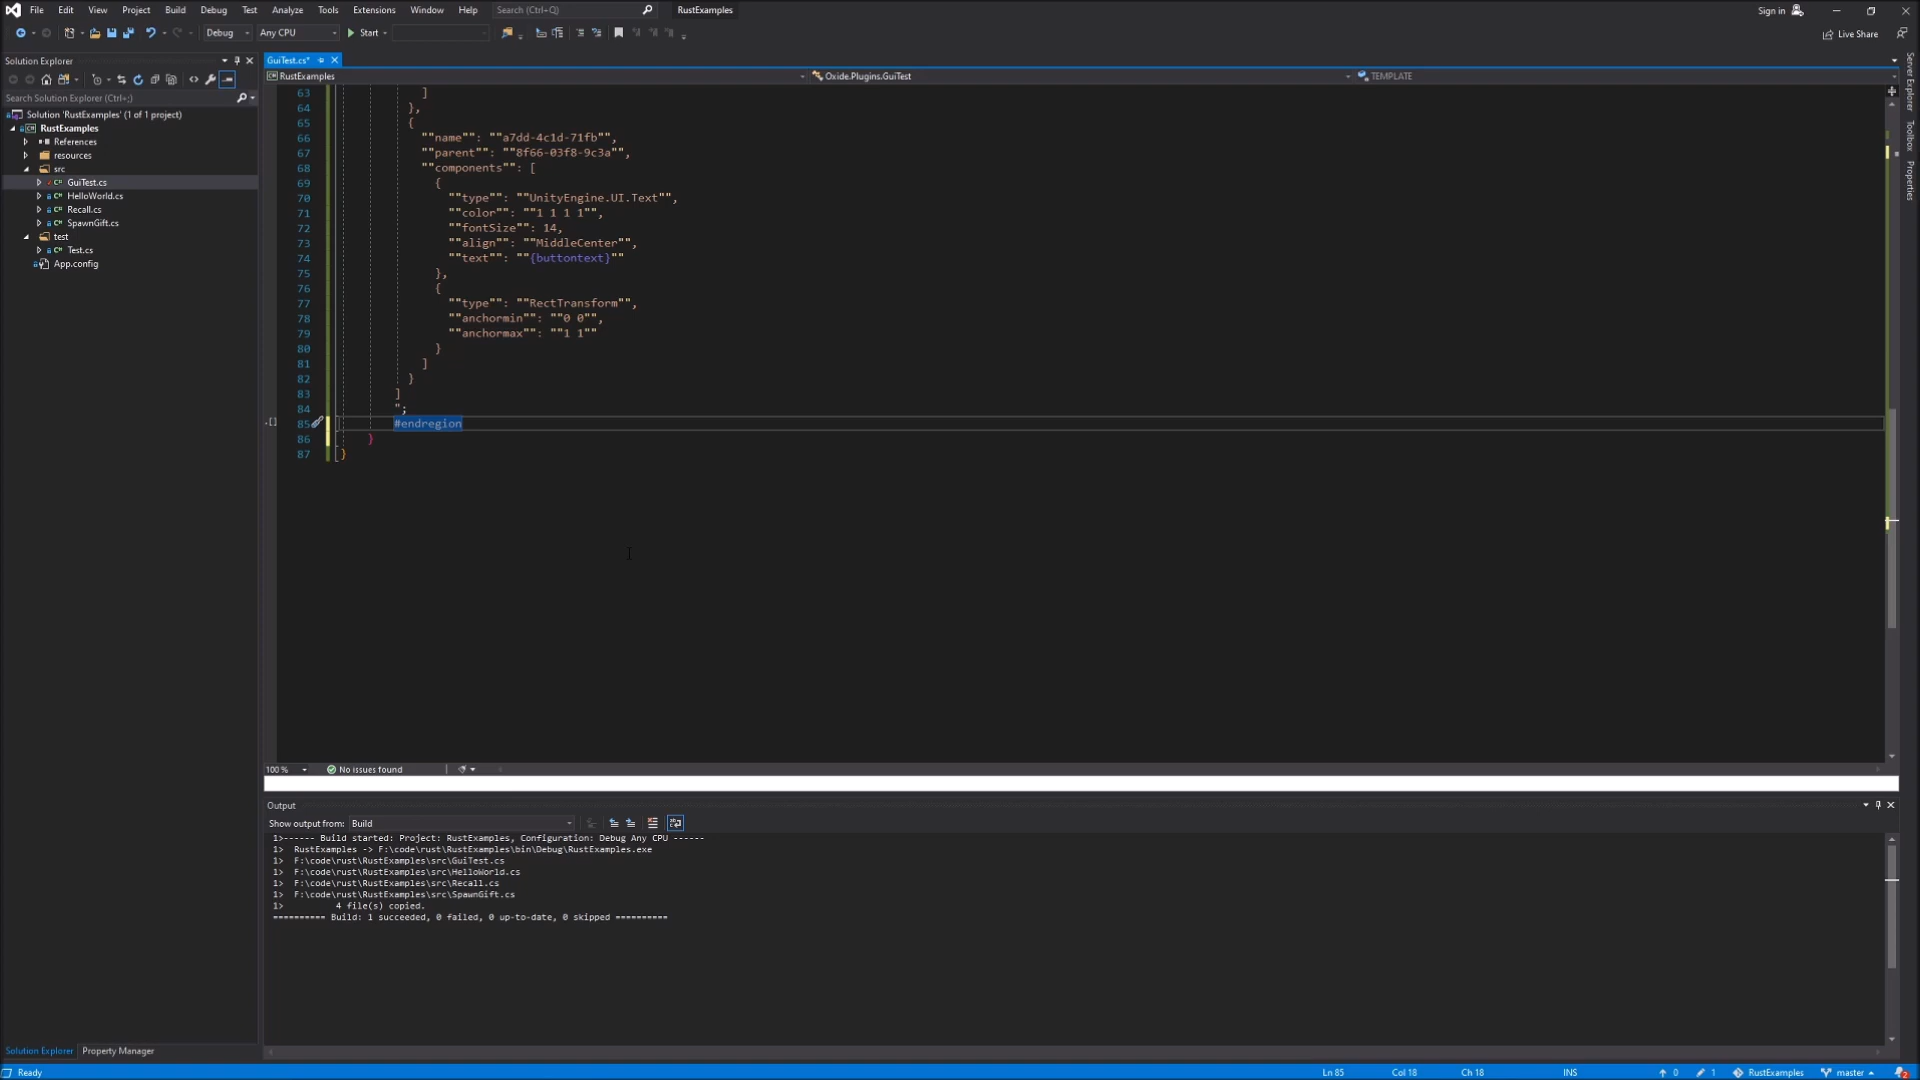 File Edit View Project Build Debug Test Analyze Tools Extensions Window Help Search (Ctrl+Q) RustExamples Sign in
Debug Any CPU Start Live Share
Solution Explorer
GuiTest.cs*
RustExamples Oxide.Plugins.GuiTest TEMPLATE
Search Solution Explorer (Ctrl+;)
Solution 'RustExamples' (1 of 1 project)
RustExamples
References
resources
src
GuiTest.cs
HelloWorld.cs
Recall.cs
SpawnGift.cs
test
Test.cs
App.config
63 ]
64 },
65 {
66 ""name"": ""a7dd-4c1d-71fb"",
67 ""parent"": ""8f66-03f8-9c3a"",
68 ""components"": [
69 {
70 ""type"": ""UnityEngine.UI.Text"",
71 ""color"": ""1 1 1 1"",
72 ""fontSize"": 14,
73 ""align"": ""MiddleCenter"",
74 ""text"": ""{buttontext}""
75 },
76 {
77 ""type"": ""RectTransform"",
78 ""anchormin"": ""0 0"",
79 ""anchormax"": ""1 1""
80 }
81 ]
82 }
83 ]
84 ";
85 #endregion
86 }
87 }
Server Explorer
Toolbox
Properties
100 % No issues found
Output
Show output from: Build
1>------ Build started: Project: RustExamples, Configuration: Debug Any CPU ------
1> RustExamples -> F:\code\rust\RustExamples\bin\Debug\RustExamples.exe
1> F:\code\rust\RustExamples\src\GuiTest.cs
1> F:\code\rust\RustExamples\src\HelloWorld.cs
1> F:\code\rust\RustExamples\src\Recall.cs
1> F:\code\rust\RustExamples\src\SpawnGift.cs
1> 4 file(s) copied.
========== Build: 1 succeeded, 0 failed, 0 up-to-date, 0 skipped ==========
Solution Explorer Property Manager
Ready Ln 85 Col 18 Ch 18 INS 0 1 RustExamples master 2